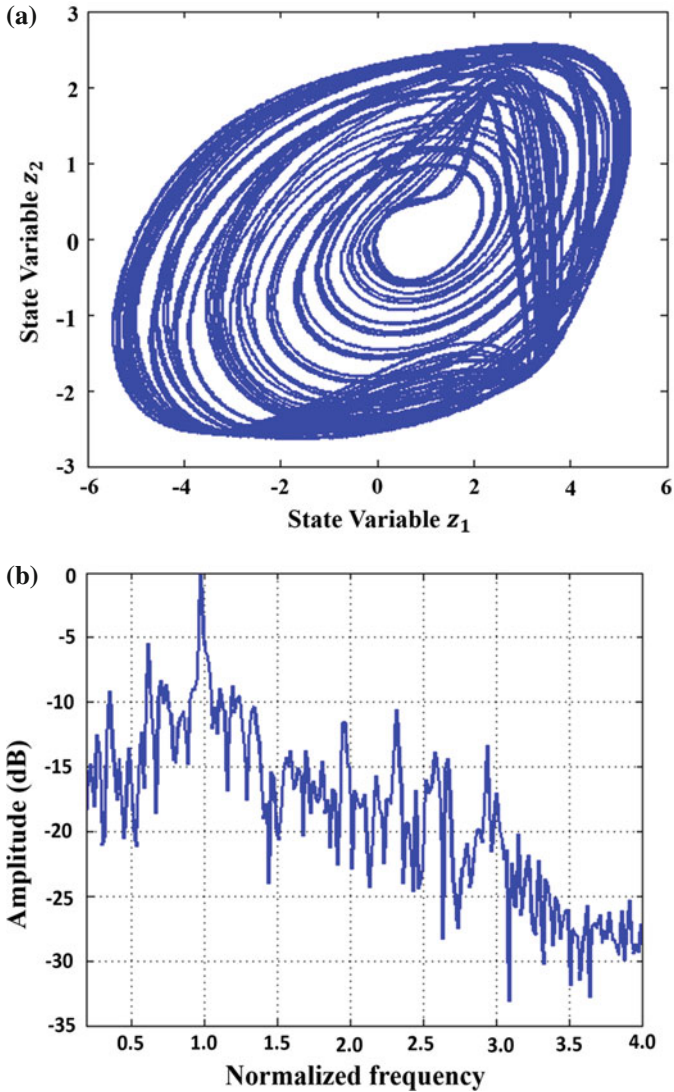 (a)
3
2
1
0
-1
-2
-3
State Variable z₂
-6 -4 -2 0 2 4 6
State Variable z₁
(b)
0
-5
-10
-15
-20
-25
-30
-35
Amplitude (dB)
0.5 1.0 1.5 2.0 2.5 3.0 3.5 4.0
Normalized frequency